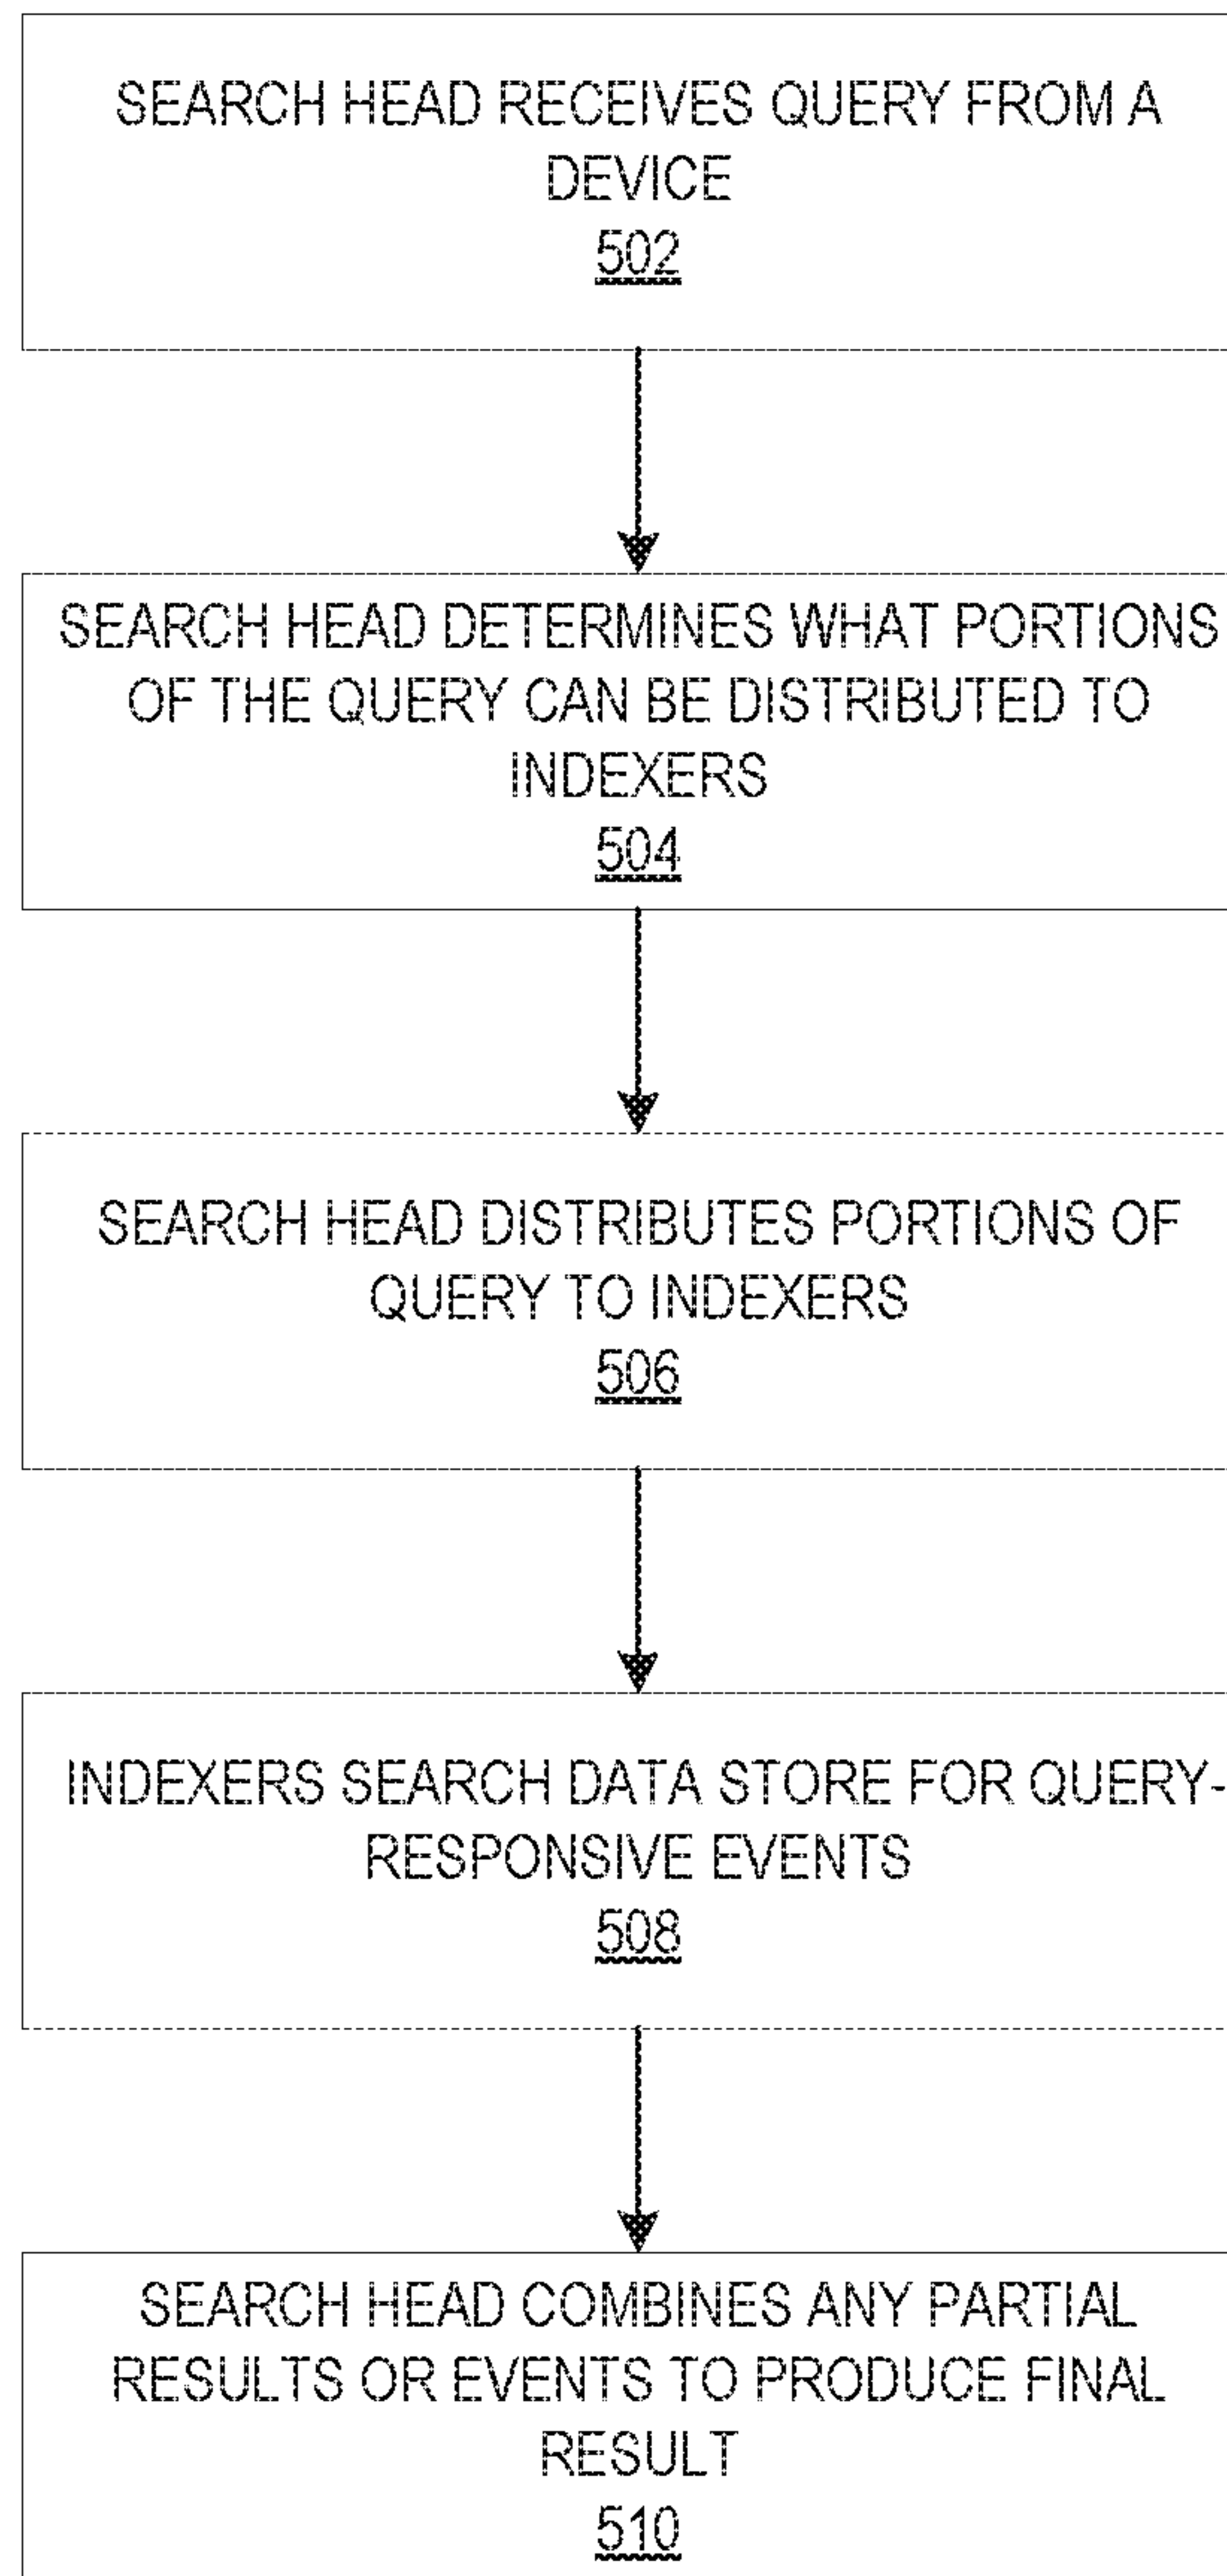 SEARCH HEAD RECEIVES QUERY FROM A
DEVICE
502
SEARCH HEAD DETERMINES WHAT PORTIONS
OF THE QUERY CAN BE DISTRIBUTED TO
INDEXERS
504
SEARCH HEAD DISTRIBUTES PORTIONS OF
QUERY TO INDEXERS
506
INDEXERS SEARCH DATA STORE FOR QUERY-
RESPONSIVE EVENTS
508
SEARCH HEAD COMBINES ANY PARTIAL
RESULTS OR EVENTS TO PRODUCE FINAL
RESULT
510